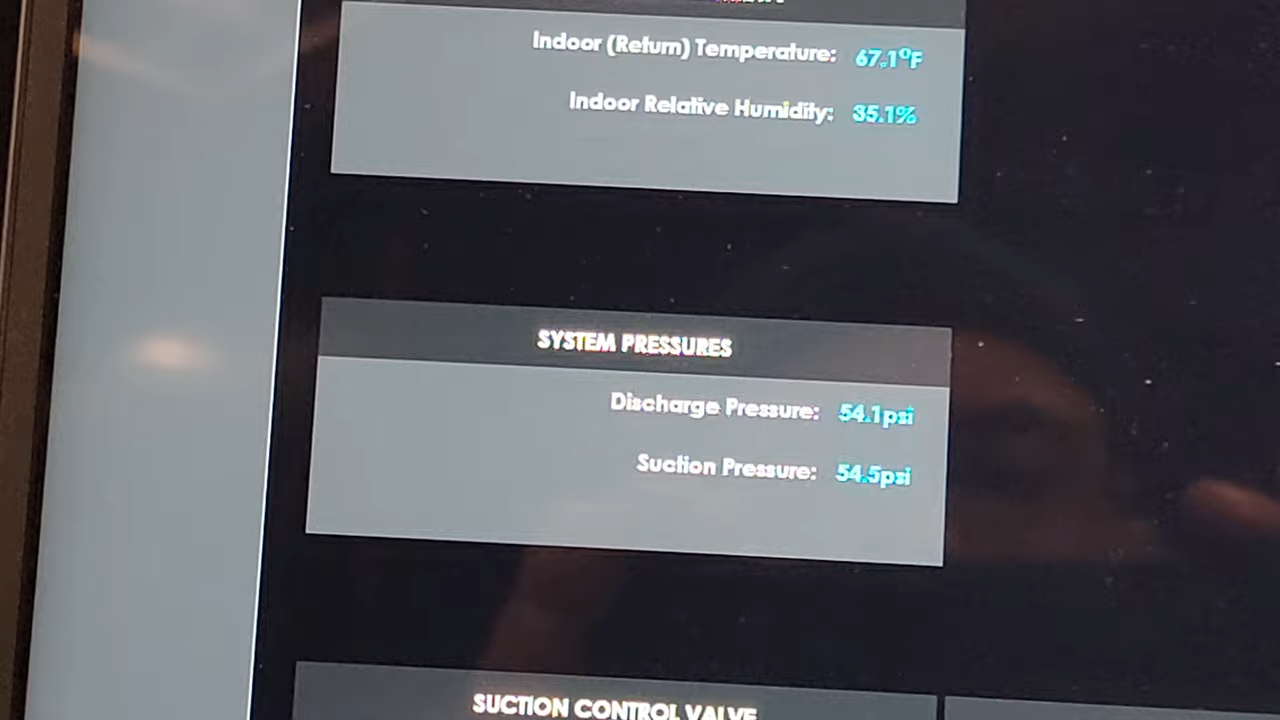 Indoor (Return) Temperature: 67.1°F
Indoor Relative Humidity: 35.1%
SYSTEM PRESSURES
Discharge Pressure: 54.1psi
Suction Pressure: 54.5psi
SUCTION CONTROL VALVE